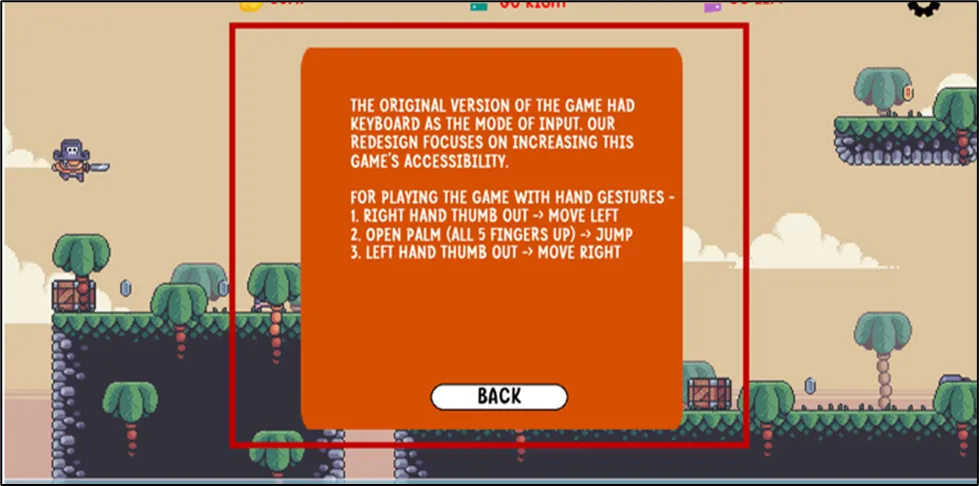 GO RIGHT
THE ORIGINAL VERSION OF THE GAME HAD
KEYBOARD AS THE MODE OF INPUT. OUR
REDESIGN FOCUSES ON INCREASING THIS
GAME'S ACCESSIBILITY.
FOR PLAYING THE GAME WITH HAND GESTURES -
1. RIGHT HAND THUMB OUT -> MOVE LEFT
2. OPEN PALM (ALL 5 FINGERS UP) -> JUMP
3. LEFT HAND THUMB OUT -> MOVE RIGHT
BACK